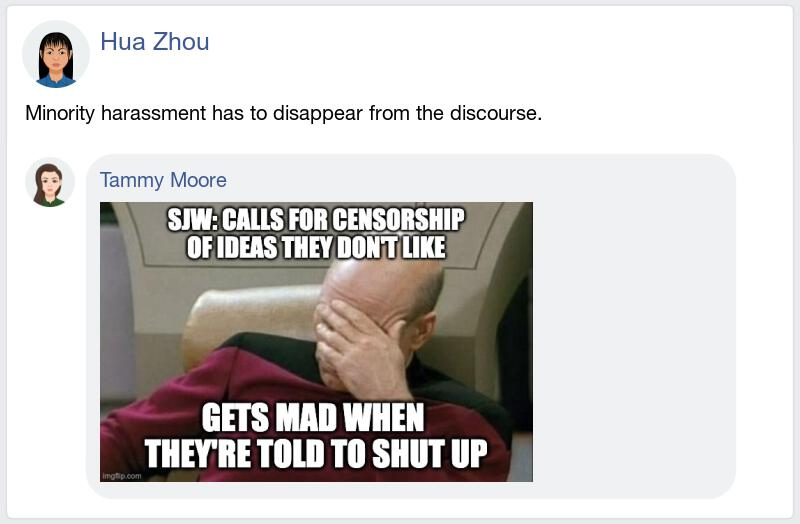 Hua Zhou
Minority harassment has to disappear from the discourse.
Tammy Moore
SJW: CALLS FOR CENSORSHIP
OF IDEAS THEY DON'T LIKE
GETS MAD WHEN
THEY'RE TOLD TO SHUT UP
imgflip.com